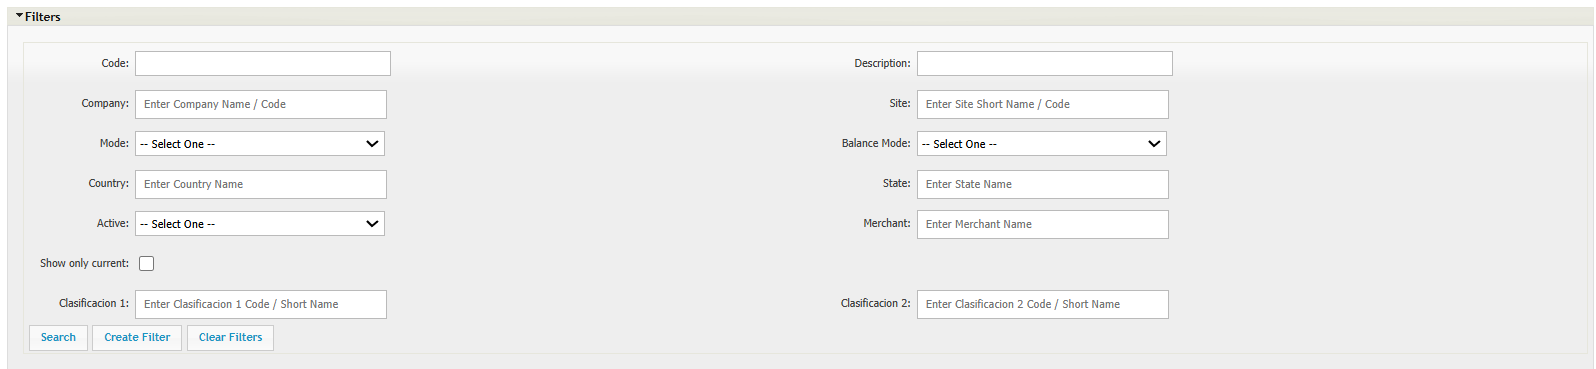 Filters
Code: Description:
Company: Enter Company Name / Code Site: Enter Site Short Name / Code
Mode: -- Select One -- Balance Mode: -- Select One --
Country: Enter Country Name State: Enter State Name
Active: -- Select One -- Merchant: Enter Merchant Name
Show only current:
Clasificacion 1: Enter Clasificacion 1 Code / Short Name Clasificacion 2: Enter Clasificacion 2 Code / Short Name
Search Create Filter Clear Filters